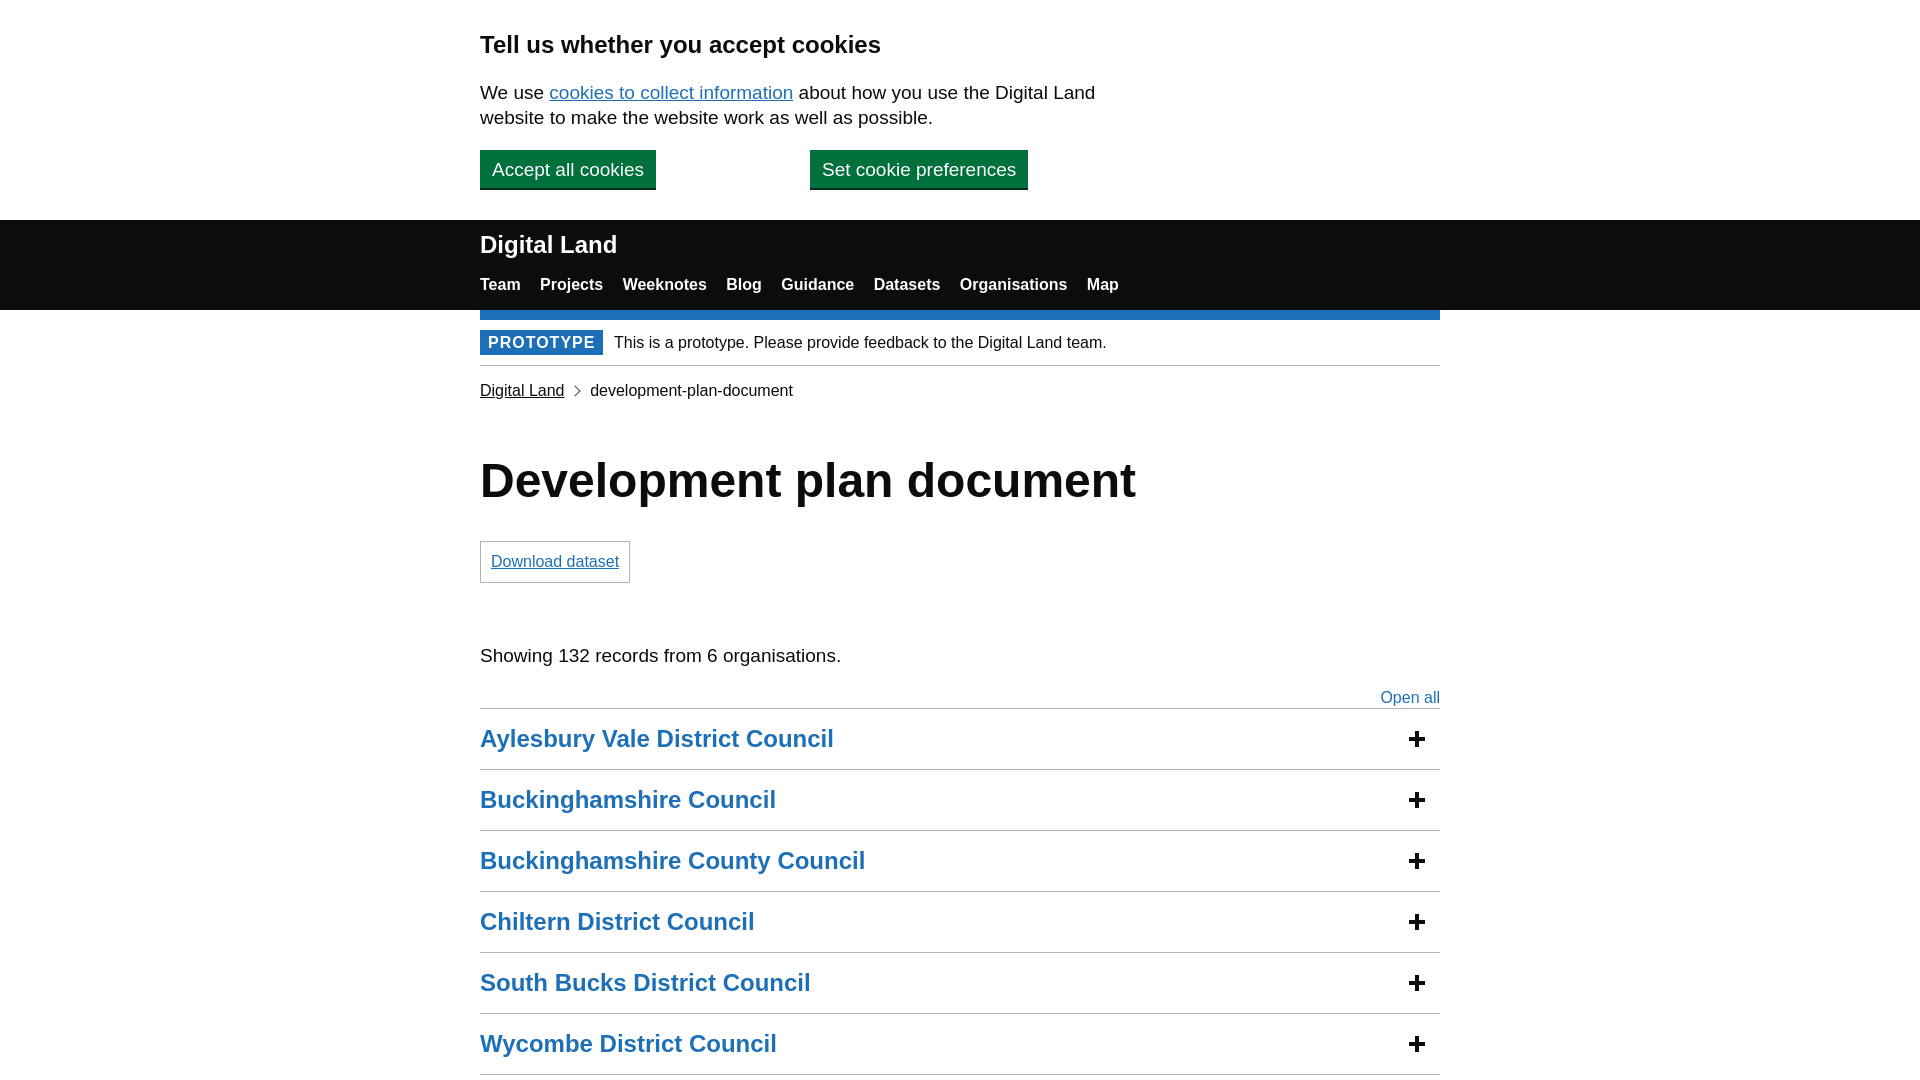 Tell us whether you accept cookies
We use cookies to collect information about how you use the Digital Land
website to make the website work as well as possible.
Accept all cookies
Set cookie preferences
Digital Land
Team Projects Weeknotes Blog Guidance Datasets Organisations Map
PROTOTYPE This is a prototype. Please provide feedback to the Digital Land team.
Digital Land development-plan-document
Development plan document
Download dataset
Showing 132 records from 6 organisations.
Open all
Aylesbury Vale District Council
Buckinghamshire Council
Buckinghamshire County Council
Chiltern District Council
South Bucks District Council
Wycombe District Council